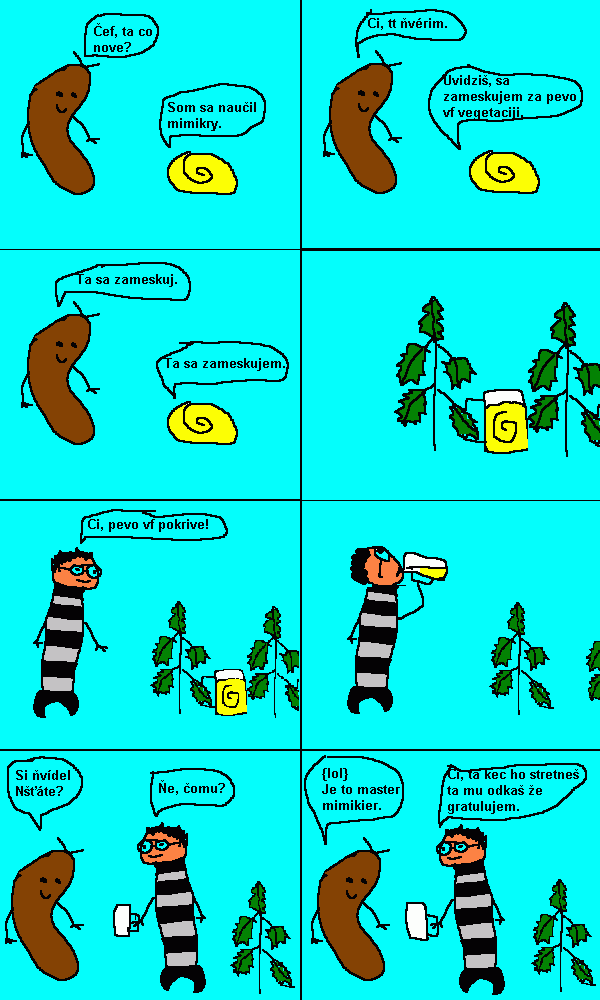 Čef, ta co
nove?
Som sa naučil
mimikry.
Ci, tt ňvérim.
Uvidziš, sa
zameskujem za pevo
vf vegetaciji.
Ta sa zameskuj.
Ta sa zameskujem.
Ci, pevo vf pokrive!
Si ňvídel
Nšťáte?
Ňe, čomu?
{lol}
Je to master
mimikier.
Ci, ta kec ho stretneš
ta mu odkaš že
gratulujem.